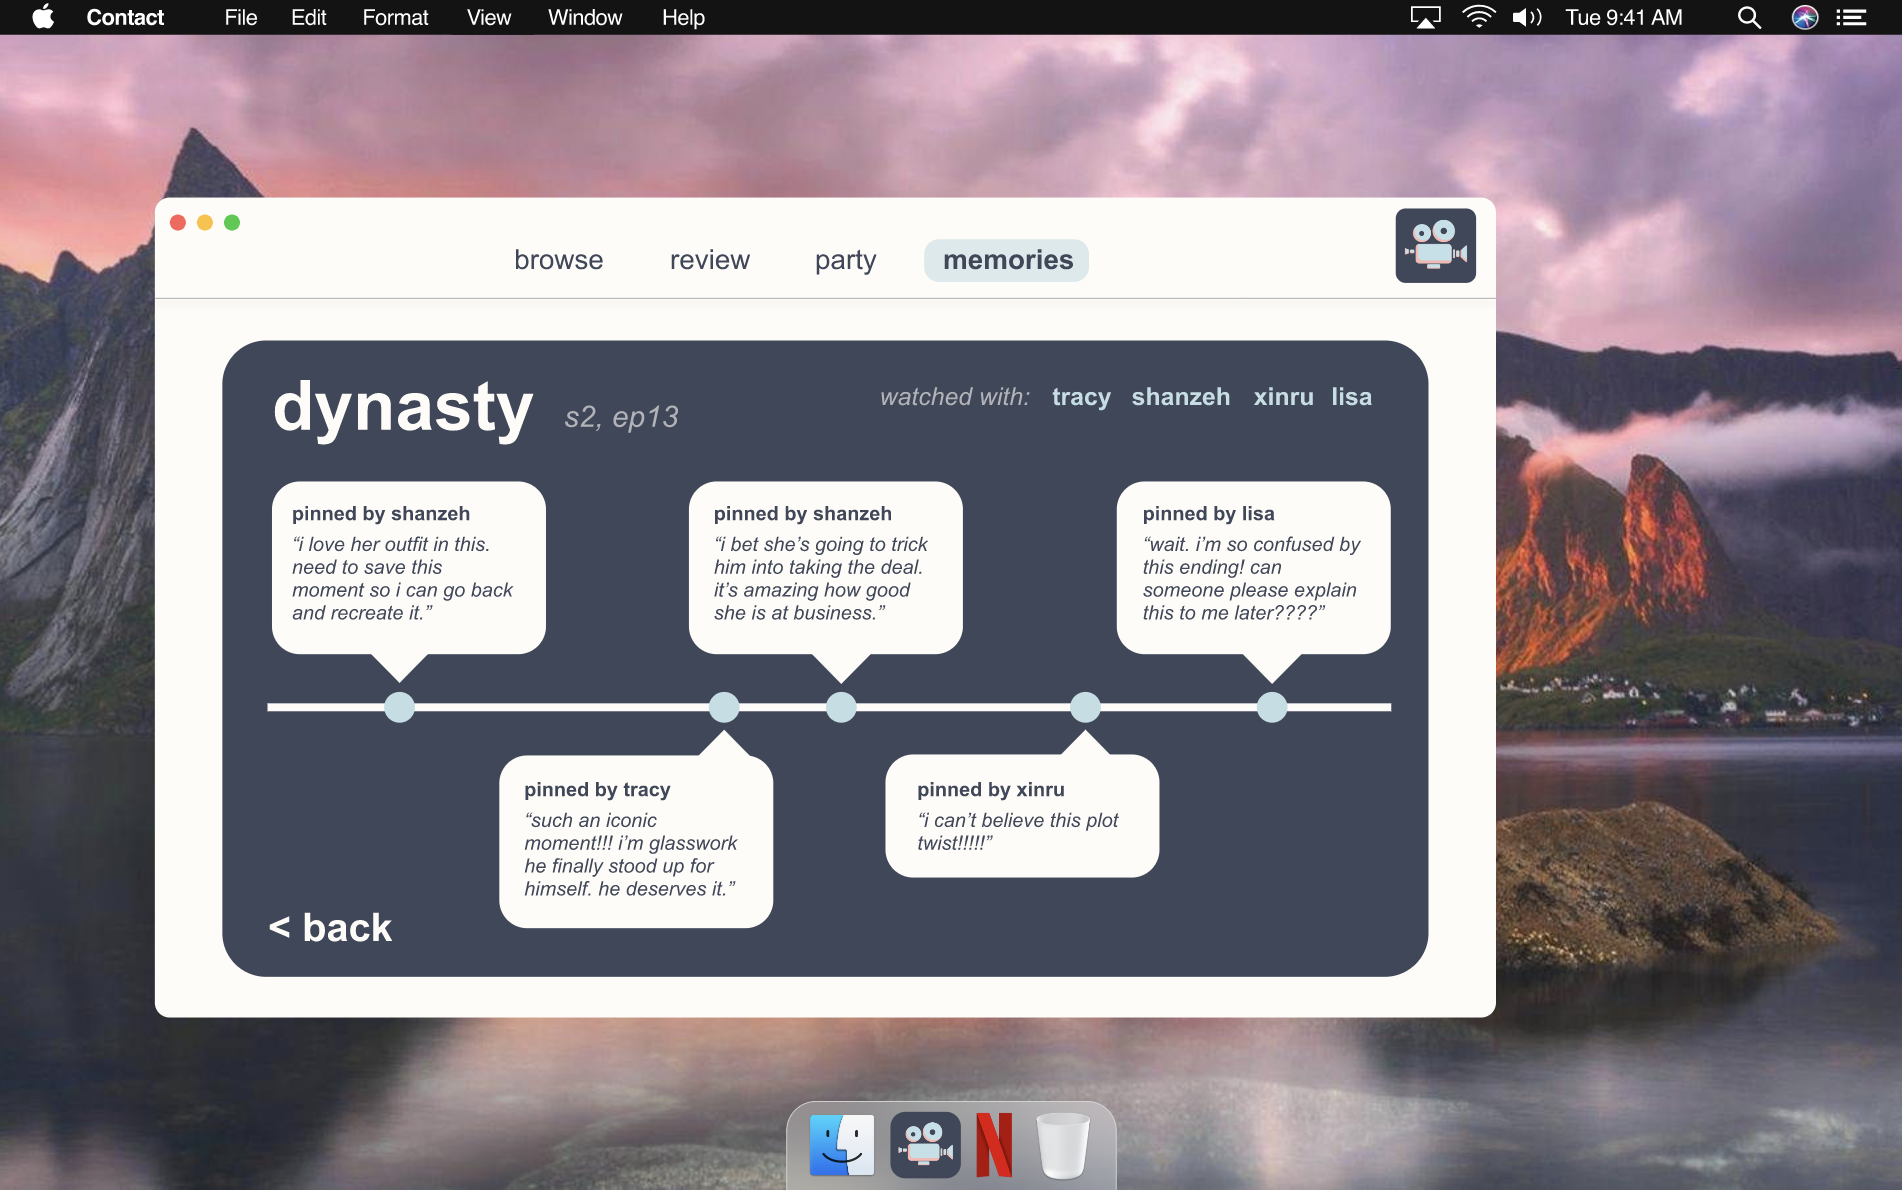 Contact File Edit Format View Window Help Tue 9:41 AM
browse review party memories
dynasty s2, ep13 watched with: tracy shanzeh xinru lisa
pinned by shanzeh
“i love her outfit in this.
need to save this
moment so i can go back
and recreate it.”
pinned by shanzeh
“i bet she’s going to trick
him into taking the deal.
it’s amazing how good
she is at business.”
pinned by lisa
“wait. i’m so confused by
this ending! can
someone please explain
this to me later????”
pinned by tracy
“such an iconic
moment!!! i’m glasswork
he finally stood up for
himself. he deserves it.”
pinned by xinru
“i can’t believe this plot
twist!!!!!”
< back
N